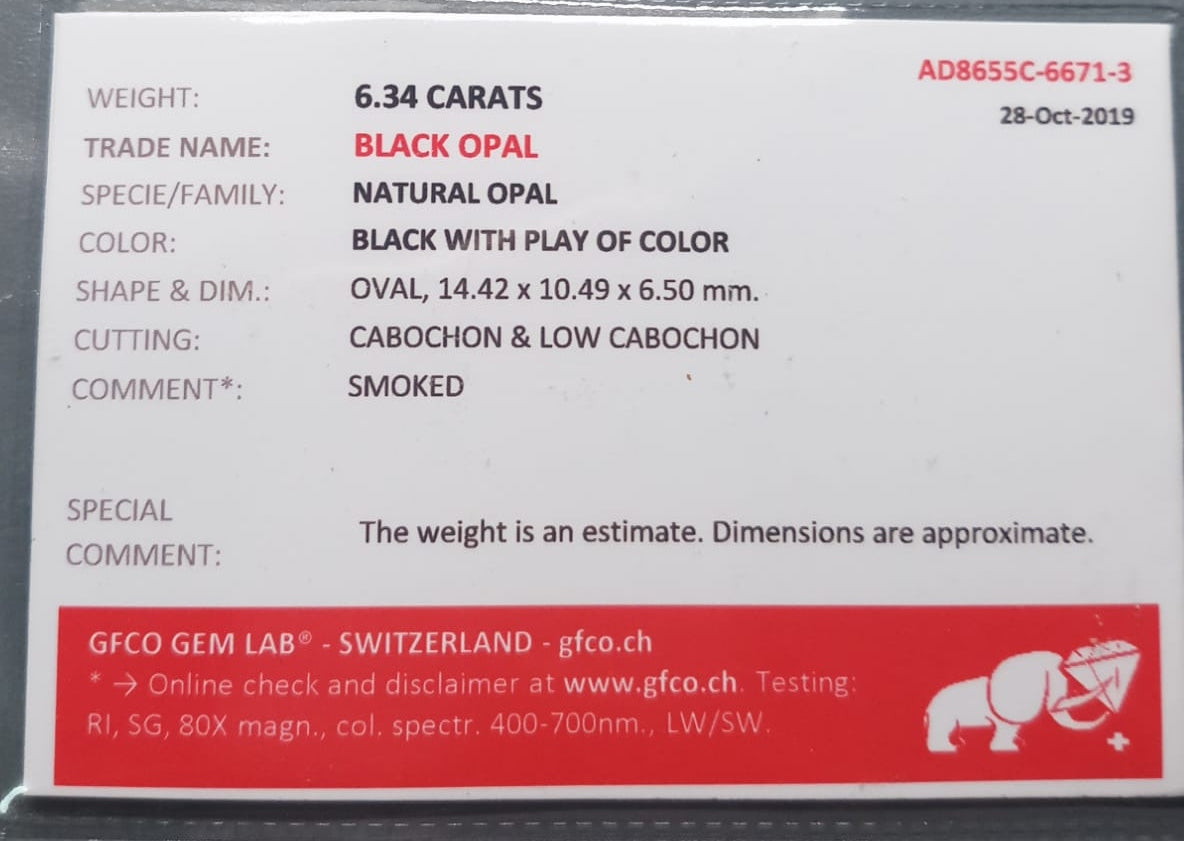 AD8655C-6671-3
28-Oct-2019
WEIGHT: 6.34 CARATS
TRADE NAME: BLACK OPAL
SPECIE/FAMILY: NATURAL OPAL
COLOR: BLACK WITH PLAY OF COLOR
SHAPE & DIM.: OVAL, 14.42 x 10.49 x 6.50 mm.
CUTTING: CABOCHON & LOW CABOCHON
COMMENT*: SMOKED
SPECIAL
COMMENT: The weight is an estimate. Dimensions are approximate.
GFCO GEM LAB® - SWITZERLAND - gfco.ch
* → Online check and disclaimer at www.gfco.ch. Testing:
RI, SG, 80X magn., col. spectr. 400-700nm., LW/SW.